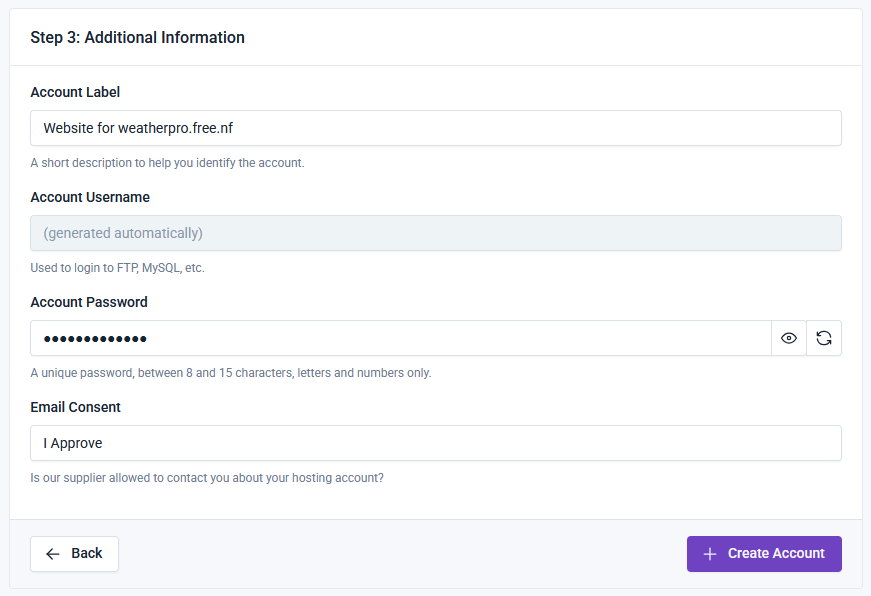 Step 3: Additional Information
Account Label
Website for weatherpro.free.nf
A short description to help you identify the account.
Account Username
(generated automatically)
Used to login to FTP, MySQL, etc.
Account Password
•••••••••••••
A unique password, between 8 and 15 characters, letters and numbers only.
Email Consent
I Approve
Is our supplier allowed to contact you about your hosting account?
Back
Create Account